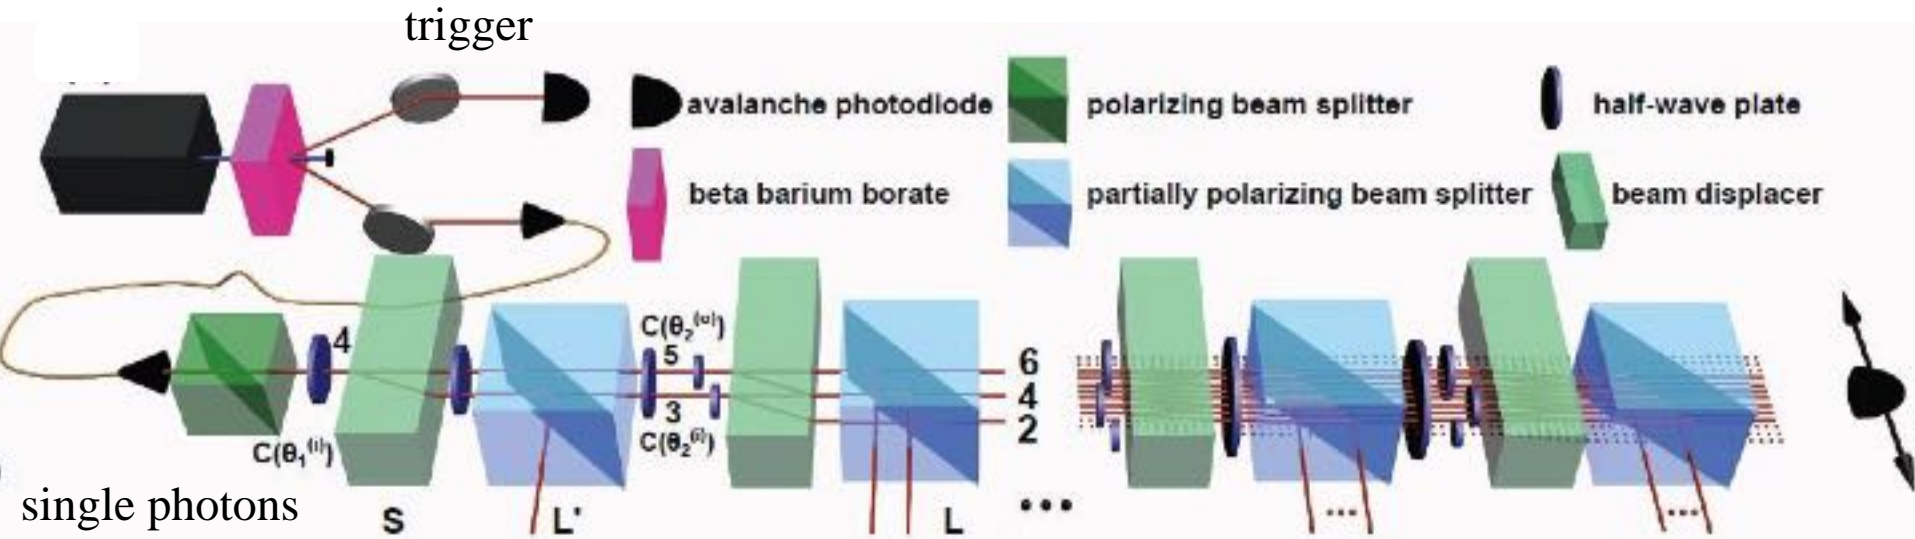 trigger
avalanche photodiode
polarizing beam splitter
half-wave plate
beta barium borate
partially polarizing beam splitter
beam displacer
4
C(θ₂⁽ᵅ⁾)
5
3
C(θ₂⁽ⁱ⁾)
6
4
2
C(θ₁⁽ⁱ⁾)
single photons
S
L'
L
...
...
...